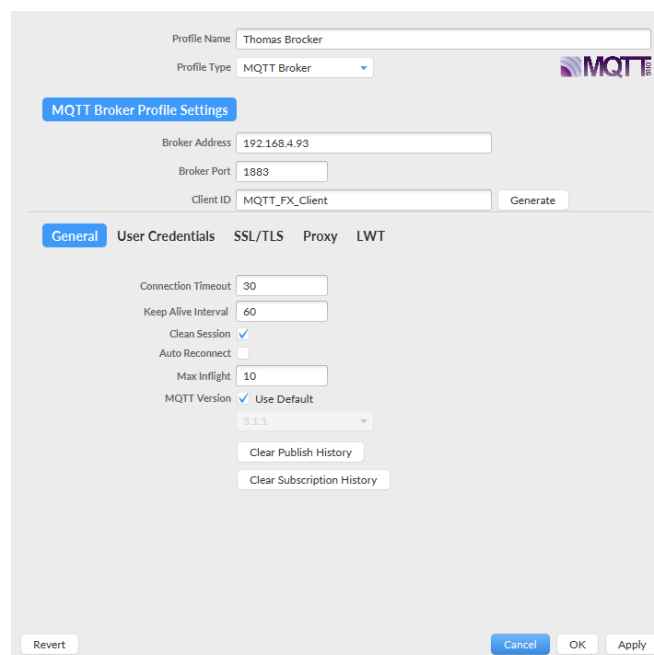 Profile Name Thomas Brocker
Profile Type MQTT Broker
MQTT
MQTT Broker Profile Settings
Broker Address 192.168.4.93
Broker Port 1883
Client ID MQTT_FX_Client Generate
General User Credentials SSL/TLS Proxy LWT
Connection Timeout 30
Keep Alive Interval 60
Clean Session
Auto Reconnect
Max Inflight 10
MQTT Version Use Default
3.1.1
Clear Publish History
Clear Subscription History
Revert Cancel OK Apply